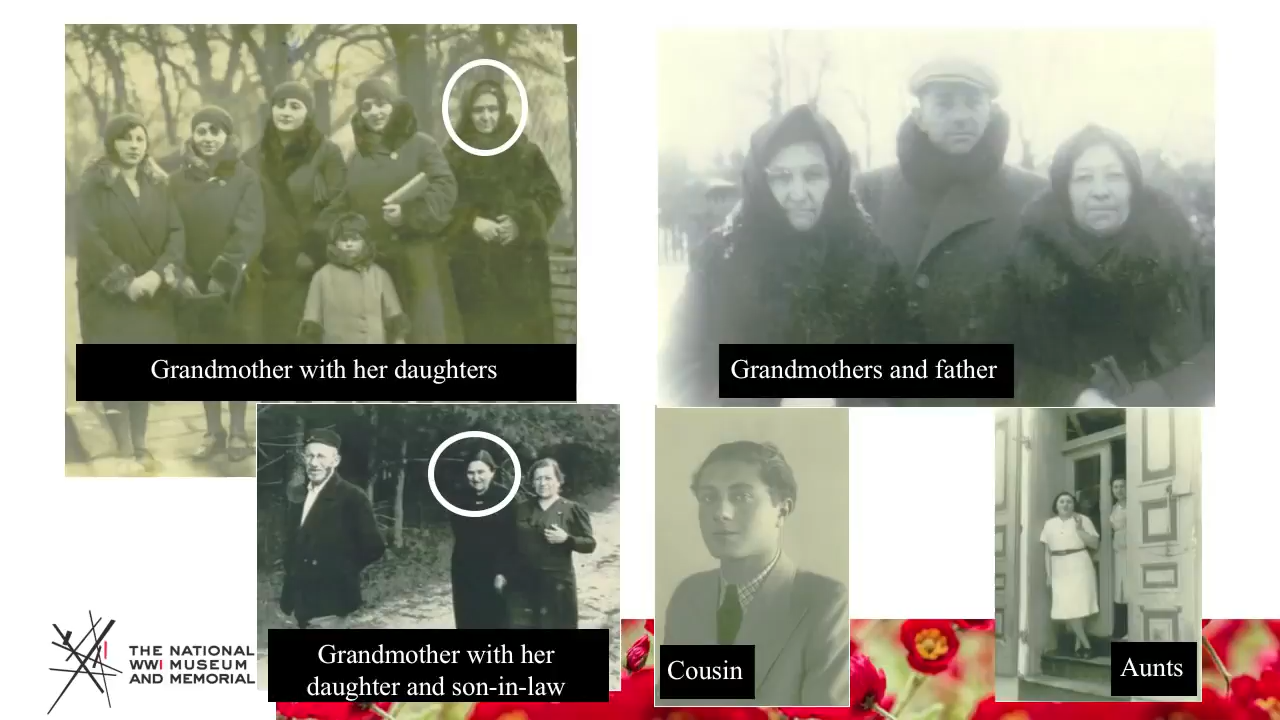 Grandmother with her daughters
Grandmothers and father
Grandmother with her
daughter and son-in-law
Cousin
Aunts
THE NATIONAL
WWI MUSEUM
AND MEMORIAL